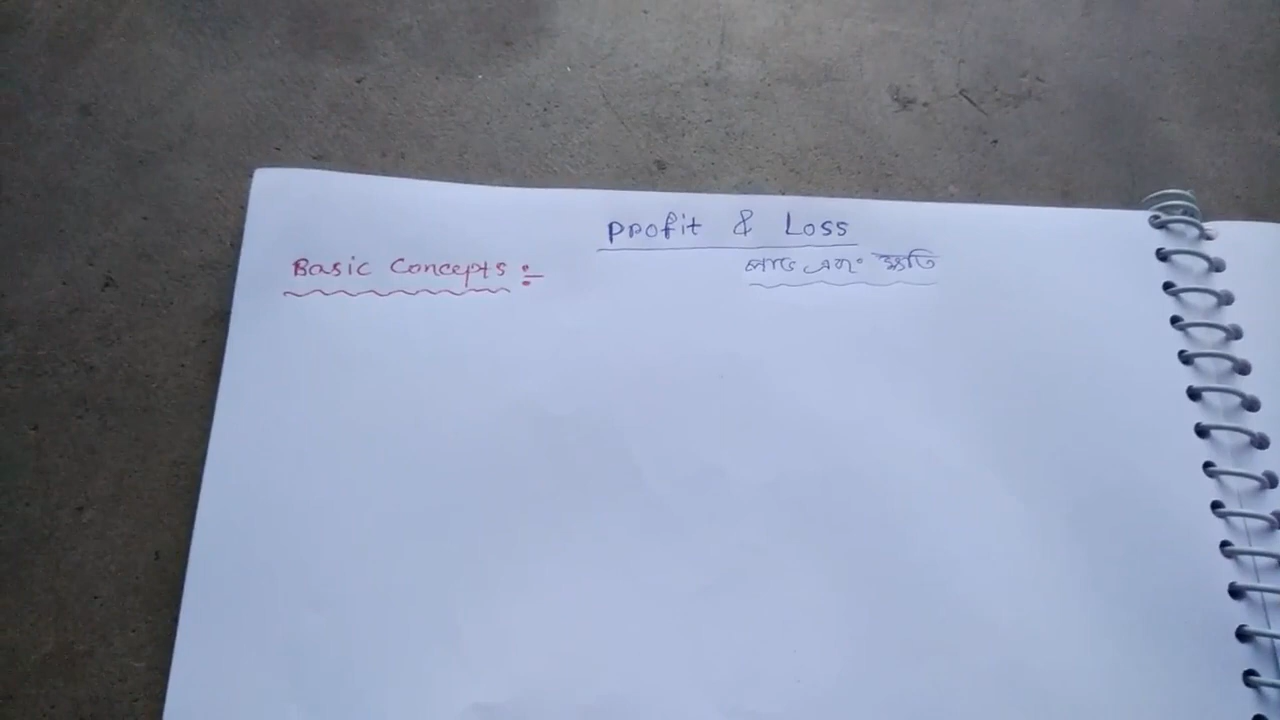 Profit & Loss
লাভ এবং ক্ষতি
Basic Concepts :-